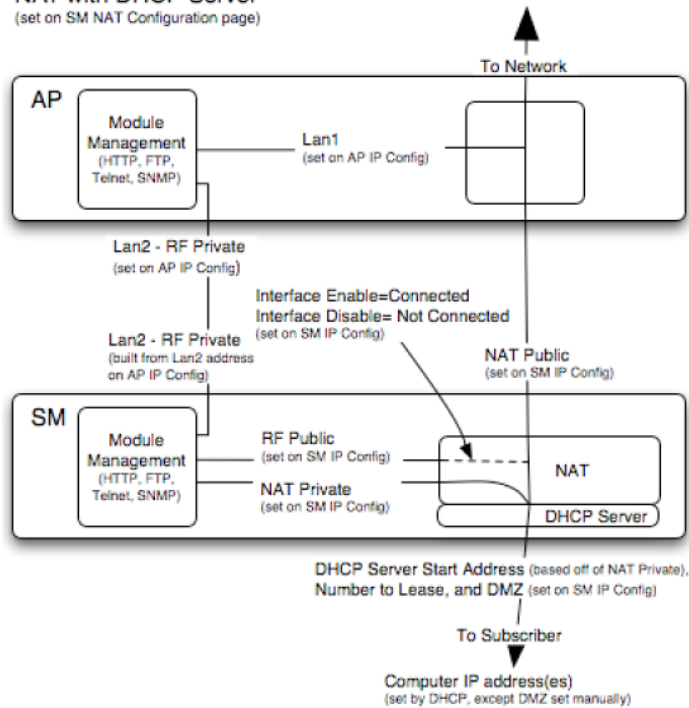 NAT with DHCP Server
(set on SM NAT Configuration page)
To Network
AP
Module
Management
(HTTP, FTP,
Telnet, SNMP)
Lan1
(set on AP IP Config)
Lan2 - RF Private
(set on AP IP Config)
Interface Enable=Connected
Interface Disable= Not Connected
(set on SM IP Config)
Lan2 - RF Private
(built from Lan2 address
on AP IP Config)
NAT Public
(set on SM IP Config)
SM
Module
Management
(HTTP, FTP,
Telnet, SNMP)
RF Public
(set on SM IP Config)
NAT Private
(set on SM IP Config)
NAT
DHCP Server
DHCP Server Start Address (based off of NAT Private),
Number to Lease, and DMZ (set on SM IP Config)
To Subscriber
Computer IP address(es)
(set by DHCP, except DMZ set manually)